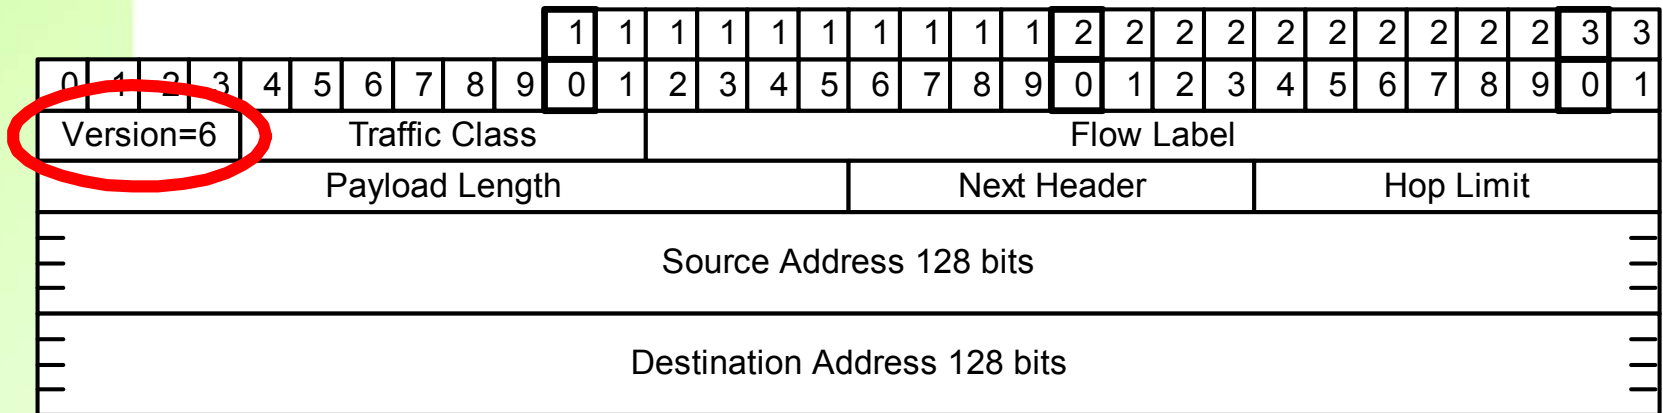 1 1 1 1 1 1 1 1 1 1 2 2 2 2 2 2 2 2 2 2 3 3
0 1 2 3 4 5 6 7 8 9 0 1 2 3 4 5 6 7 8 9 0 1 2 3 4 5 6 7 8 9 0 1
Version=6 Traffic Class Flow Label
Payload Length Next Header Hop Limit
Source Address 128 bits
Destination Address 128 bits